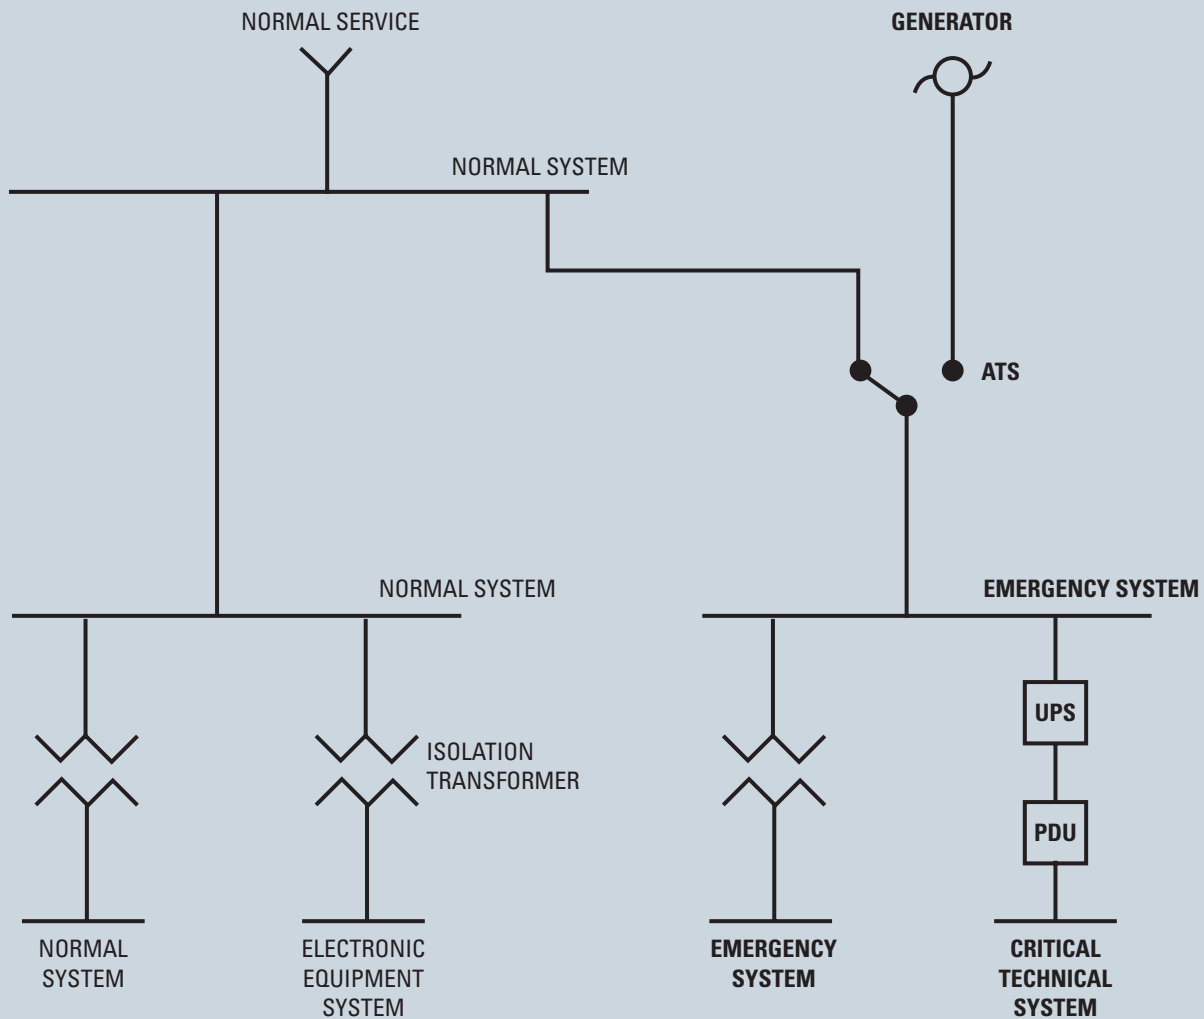 NORMAL SERVICE
GENERATOR
NORMAL SYSTEM
ATS
NORMAL SYSTEM
EMERGENCY SYSTEM
UPS
ISOLATION
TRANSFORMER
PDU
NORMAL
SYSTEM
ELECTRONIC
EQUIPMENT
SYSTEM
EMERGENCY
SYSTEM
CRITICAL
TECHNICAL
SYSTEM